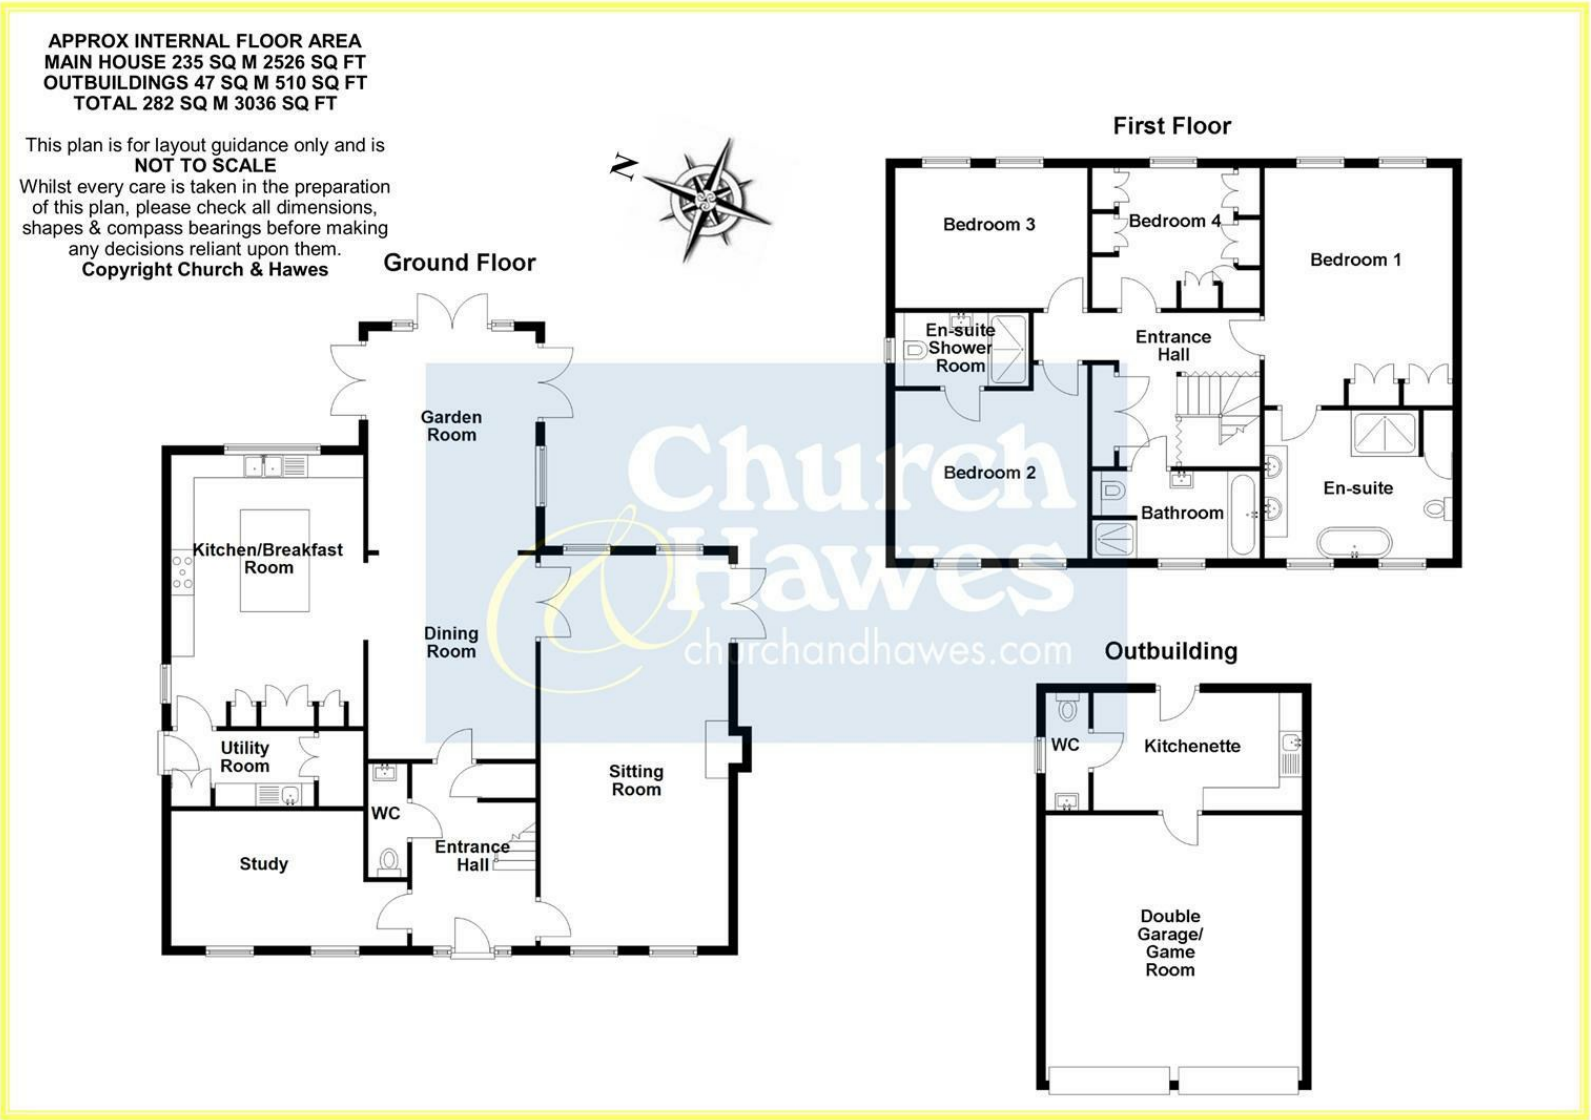 APPROX INTERNAL FLOOR AREA
MAIN HOUSE 235 SQ M 2526 SQ FT
OUTBUILDINGS 47 SQ M 510 SQ FT
TOTAL 282 SQ M 3036 SQ FT
This plan is for layout guidance only and is
NOT TO SCALE
Whilst every care is taken in the preparation
of this plan, please check all dimensions,
shapes & compass bearings before making
any decisions reliant upon them.
Copyright Church & Hawes
N
Ground Floor
Garden
Room
Kitchen/Breakfast
Room
Dining
Room
Utility
Room
Sitting
Room
WC
Study
Entrance
Hall
First Floor
Bedroom 3
Bedroom 4
Bedroom 1
En-suite
Shower
Room
Entrance
Hall
Bedroom 2
Bathroom
En-suite
Church
& Hawes
churchandhawes.com
Outbuilding
WC
Kitchenette
Double
Garage/
Game
Room